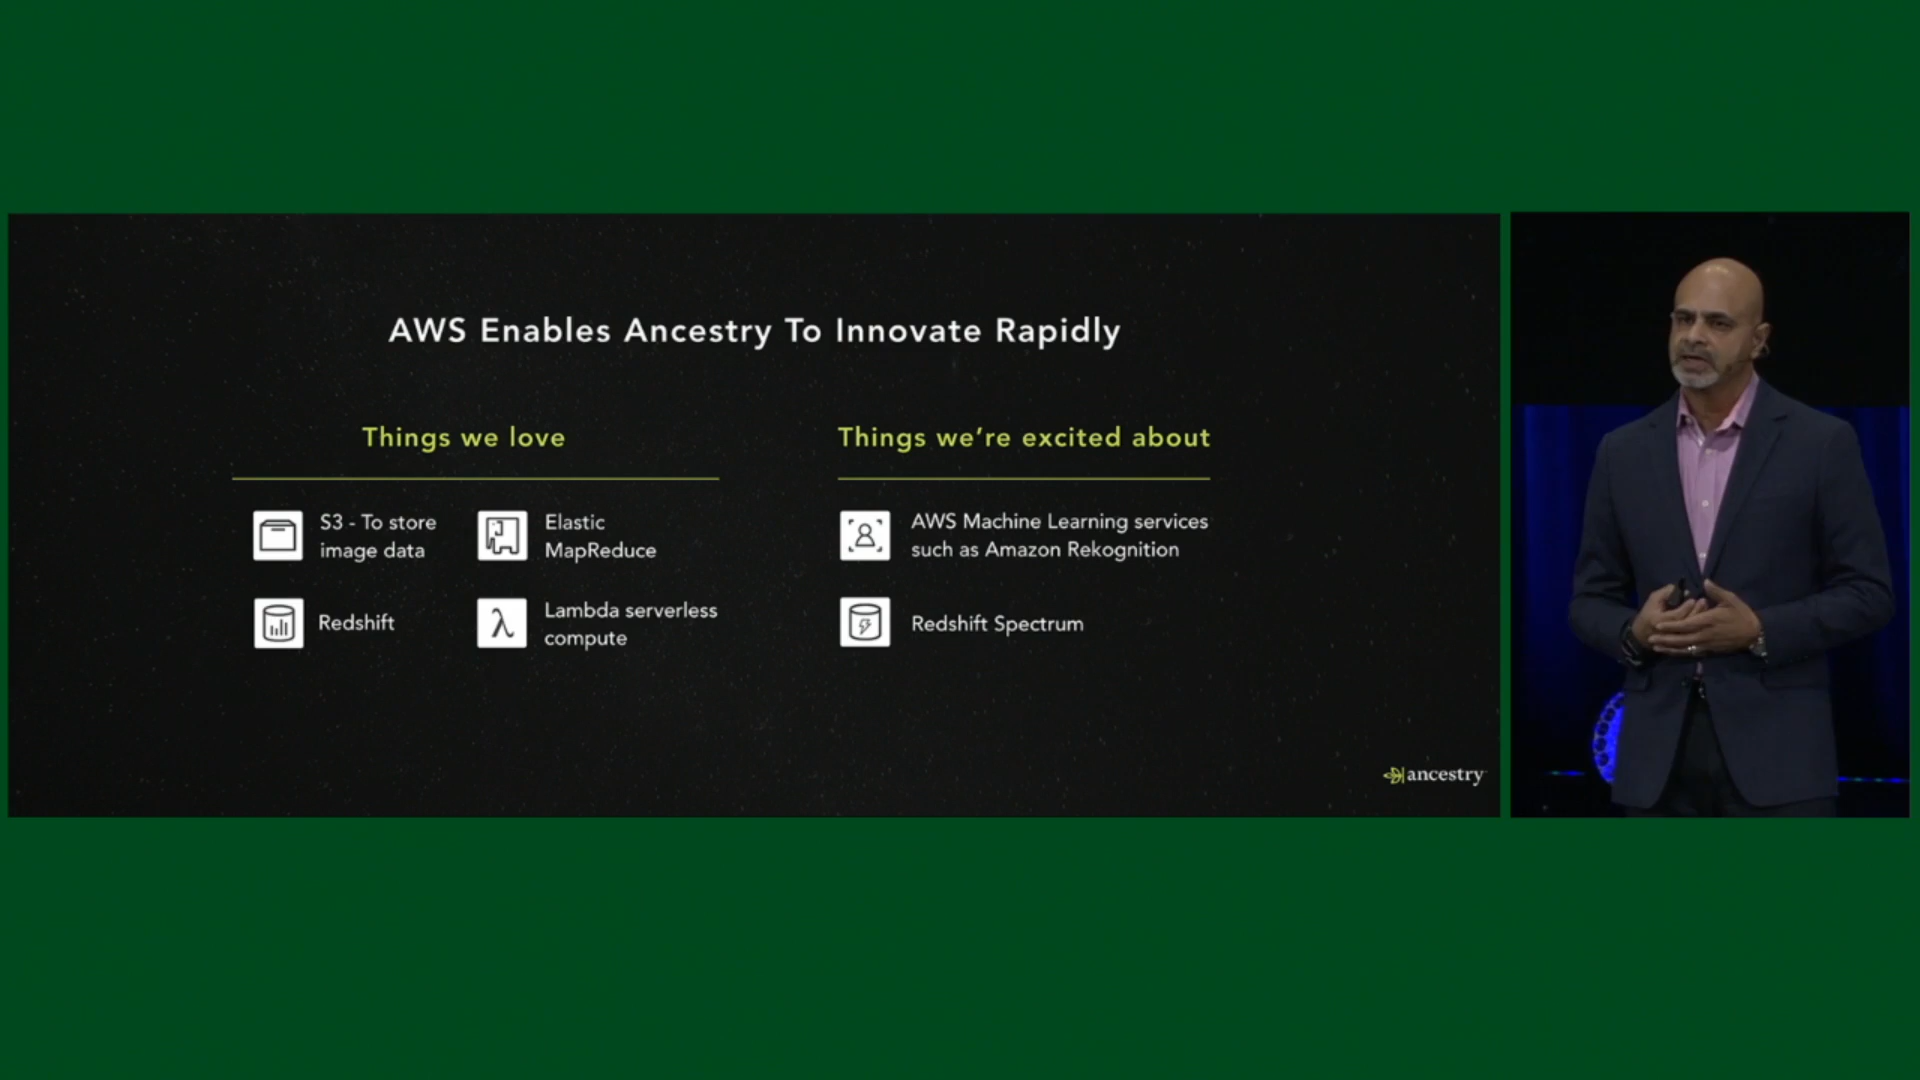 AWS Enables Ancestry To Innovate Rapidly
Things we love
S3 - To store
image data
Elastic
MapReduce
Redshift
Lambda serverless
compute
Things we're excited about
AWS Machine Learning services
such as Amazon Rekognition
Redshift Spectrum
ancestry